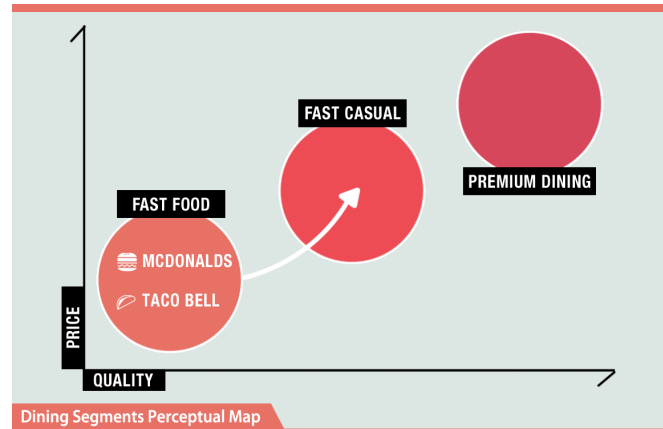 FAST CASUAL
PREMIUM DINING
FAST FOOD
MCDONALDS
TACO BELL
PRICE
QUALITY
Dining Segments Perceptual Map